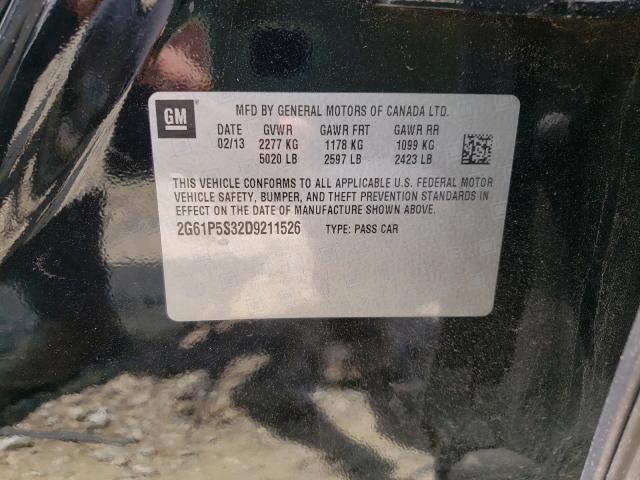 GM
MFD BY GENERAL MOTORS OF CANADA LTD.
DATE GVWR GAWR FRT GAWR RR
02/13 2277 KG 1178 KG 1099 KG
5020 LB 2597 LB 2423 LB
THIS VEHICLE CONFORMS TO ALL APPLICABLE U.S. FEDERAL MOTOR
VEHICLE SAFETY, BUMPER, AND THEFT PREVENTION STANDARDS IN
EFFECT ON THE DATE OF MANUFACTURE SHOWN ABOVE.
2G61P5S32D9211526 TYPE: PASS CAR